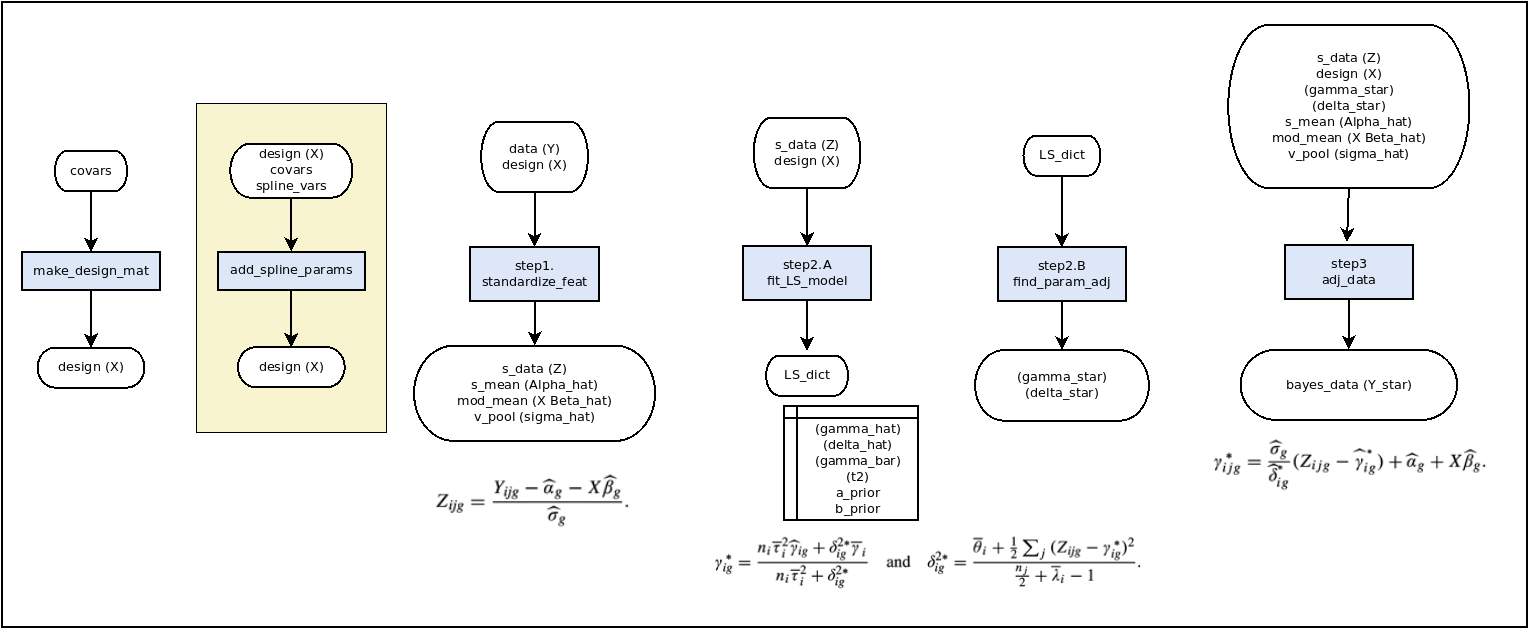 covars
make_design_mat
design (X)
design (X)
covars
spline_vars
add_spline_params
design (X)
data (Y)
design (X)
step1.
standardize_feat
s_data (Z)
s_mean (Alpha_hat)
mod_mean (X Beta_hat)
v_pool (sigma_hat)
$Z_{ijg} = \frac{Y_{ijg} - \widehat{\alpha}_g - X\widehat{\beta}_g}{\widehat{\sigma}_g}.$
s_data (Z)
design (X)
step2.A
fit_LS_model
LS_dict
(gamma_hat)
(delta_hat)
(gamma_bar)
(t2)
a_prior
b_prior
LS_dict
step2.B
find_param_adj
(gamma_star)
(delta_star)
$\gamma_{ig}^* = \frac{n_i \overline{\tau}_i^2 \widehat{\gamma}_{ig} + \delta_{ig}^{2*} \overline{\gamma}_i}{n_i \overline{\tau}_i^2 + \delta_{ig}^{2*}}$ and $\delta_{ig}^{2*} = \frac{\overline{\theta}_i + \frac{1}{2} \sum_j (Z_{ijg} - \gamma_{ig}^*)^2}{\frac{n_j}{2} + \overline{\lambda}_i - 1}.$
s_data (Z)
design (X)
(gamma_star)
(delta_star)
s_mean (Alpha_hat)
mod_mean (X Beta_hat)
v_pool (sigma_hat)
step3
adj_data
bayes_data (Y_star)
$\gamma_{ijg}^* = \frac{\widehat{\sigma}_g}{\widehat{\delta}_{ig}^*} (Z_{ijg} - \widehat{\gamma}_{ig}^*) + \widehat{\alpha}_g + X\widehat{\beta}_g.$